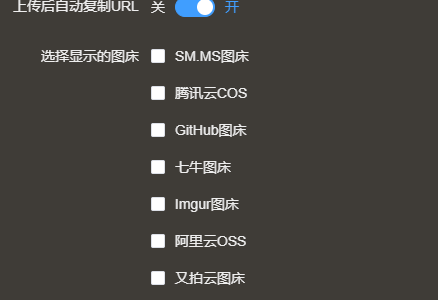 上传后自动复制URL 关 开
选择显示的图床 SM.MS图床
腾讯云COS
GitHub图床
七牛图床
Imgur图床
阿里云OSS
又拍云图床